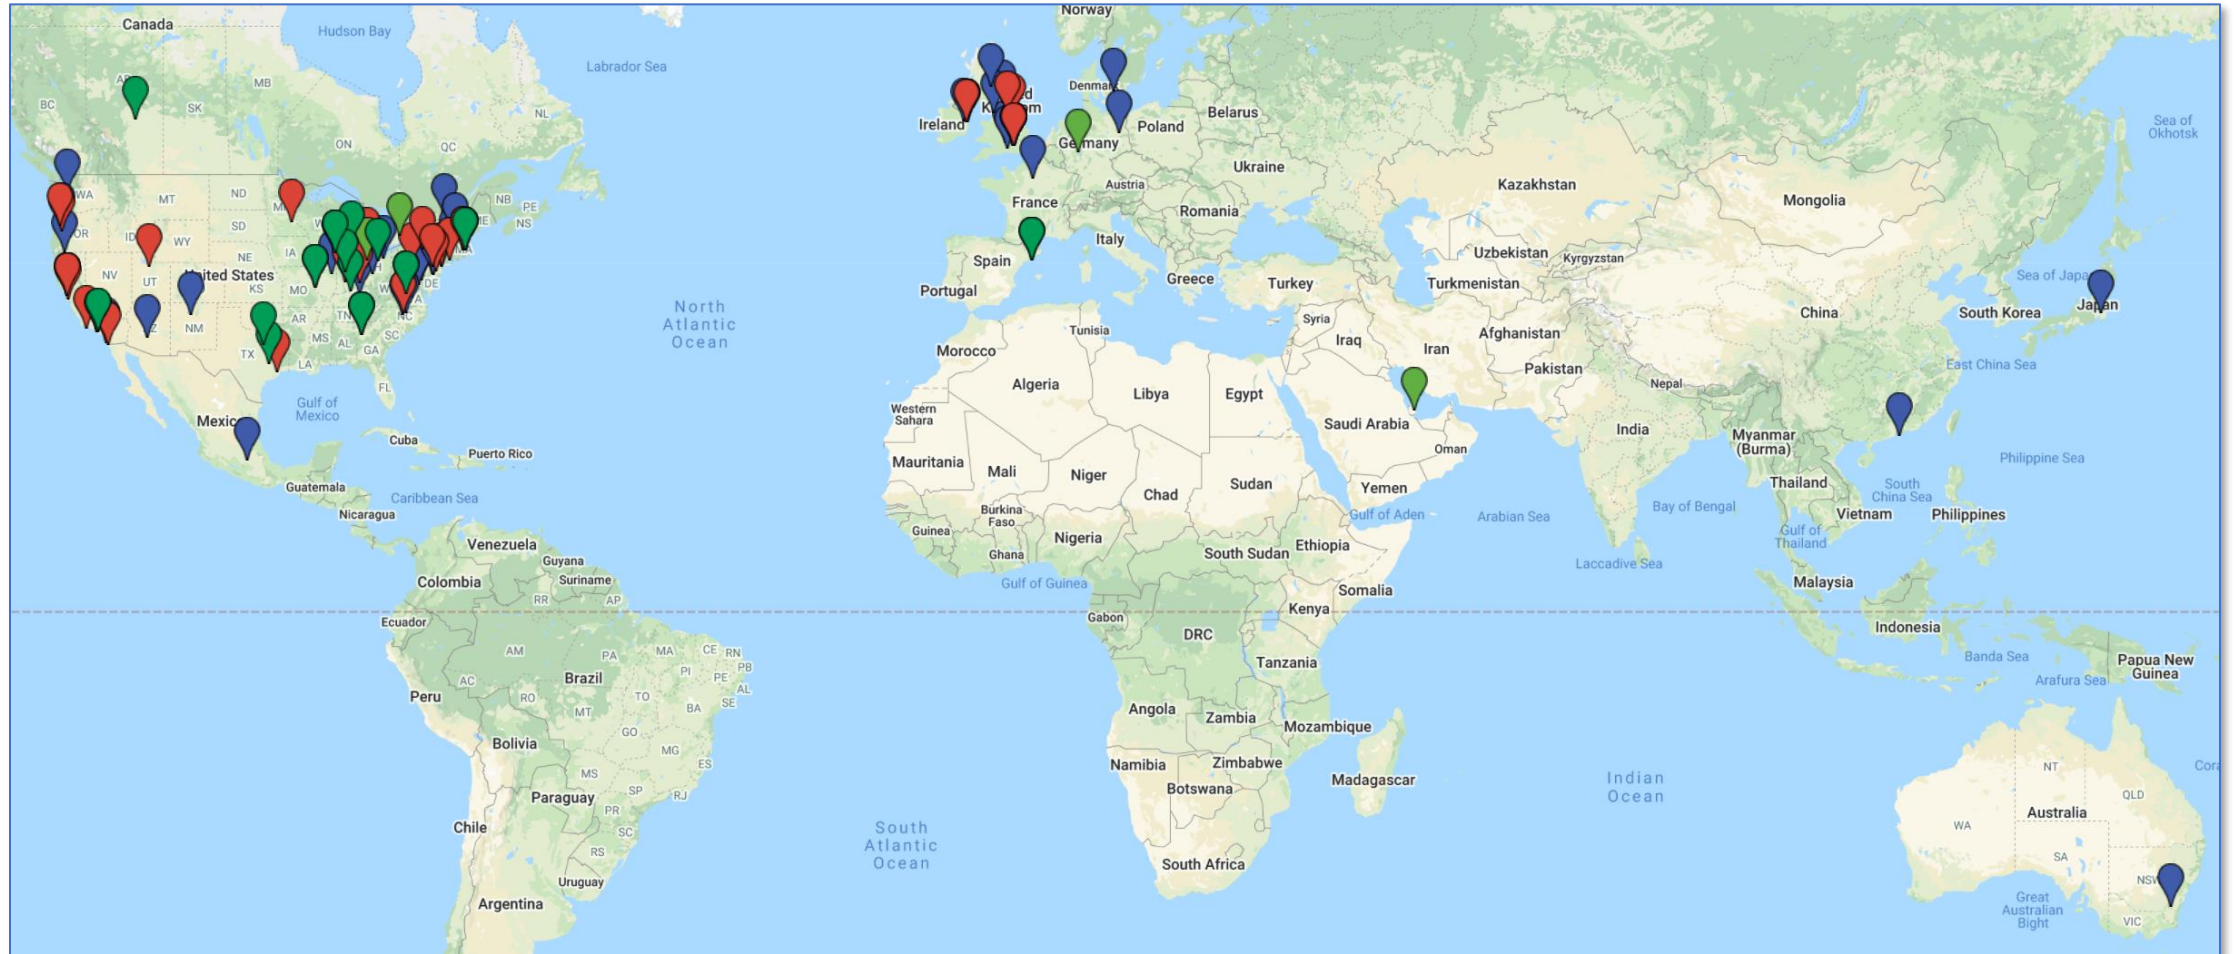 Canada
Hudson Bay
Norway
Labrador Sea
BC
MB
SK
NL
ON
QC
Denmark
Ireland
Germany
Poland
Belarus
Sea of
Okhotsk
Ukraine
Kazakhstan
Mongolia
Austria
France
Romania
WA
MT
ND
NB
PE
NS
OR
ID
WY
SD
IA
NE
NV
UT
United States
KS
MO
DE
Italy
Spain
Portugal
Greece
Turkey
Uzbekistan
Kyrgyzstan
Turkmenistan
Sea of Japan
South Korea
Japan
China
North
Atlantic
Ocean
NM
AR
TN
NC
SC
MS
AL
GA
TX
LA
FL
Tunisia
Syria
Iraq
Iran
Afghanistan
Pakistan
Nepal
East China Sea
Morocco
Algeria
Libya
Egypt
Western
Sahara
Saudi Arabia
Oman
India
Myanmar
(Burma)
Gulf of
Mexico
Mexico
Cuba
Puerto Rico
Guatemala
Caribbean Sea
Nicaragua
Mauritania
Mali
Niger
Chad
Sudan
Yemen
Gulf of Aden
Arabian Sea
Bay of Bengal
Thailand
Philippine Sea
South
China Sea
Vietnam
Philippines
Gulf of
Thailand
Burkina
Faso
Guinea
Ghana
Nigeria
South Sudan
Ethiopia
Somalia
Laccadive Sea
Malaysia
Venezuela
Guyana
Suriname
Colombia
RR
AP
Gulf of Guinea
Kenya
Ecuador
Gabon
DRC
Indonesia
Banda Sea
Papua New
Guinea
Arafura Sea
AM
PA
MA
CE
RN
PB
PE
PI
AL
SE
AC
Brazil
RO
TO
BA
MT
Peru
Tanzania
Angola
Zambia
Mozambique
GO
MG
ES
Bolivia
Namibia
Zimbabwe
Botswana
Madagascar
MS
SP
RJ
PR
SC
RS
Paraguay
Chile
Uruguay
Argentina
South
Atlantic
Ocean
South Africa
Indian
Ocean
NT
QLD
Australia
WA
SA
NSW
VIC
Great
Australian
Bight
Cora